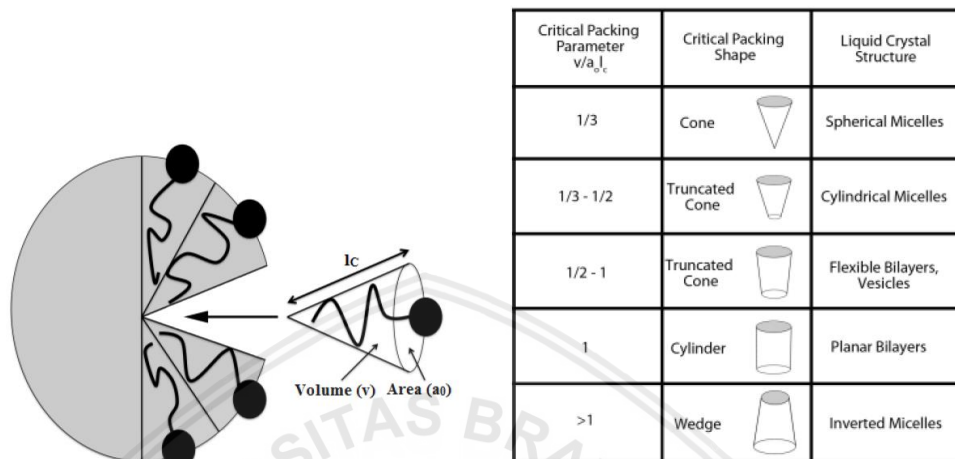 lc
Volume (v)
Area (a0)
Critical Packing
Parameter
v/aolc
Critical Packing
Shape
Liquid Crystal
Structure
1/3
Cone
Spherical Micelles
1/3 - 1/2
Truncated
Cone
Cylindrical Micelles
1/2 - 1
Truncated
Cone
Flexible Bilayers,
Vesicles
1
Cylinder
Planar Bilayers
>1
Wedge
Inverted Micelles
SITAS BRA